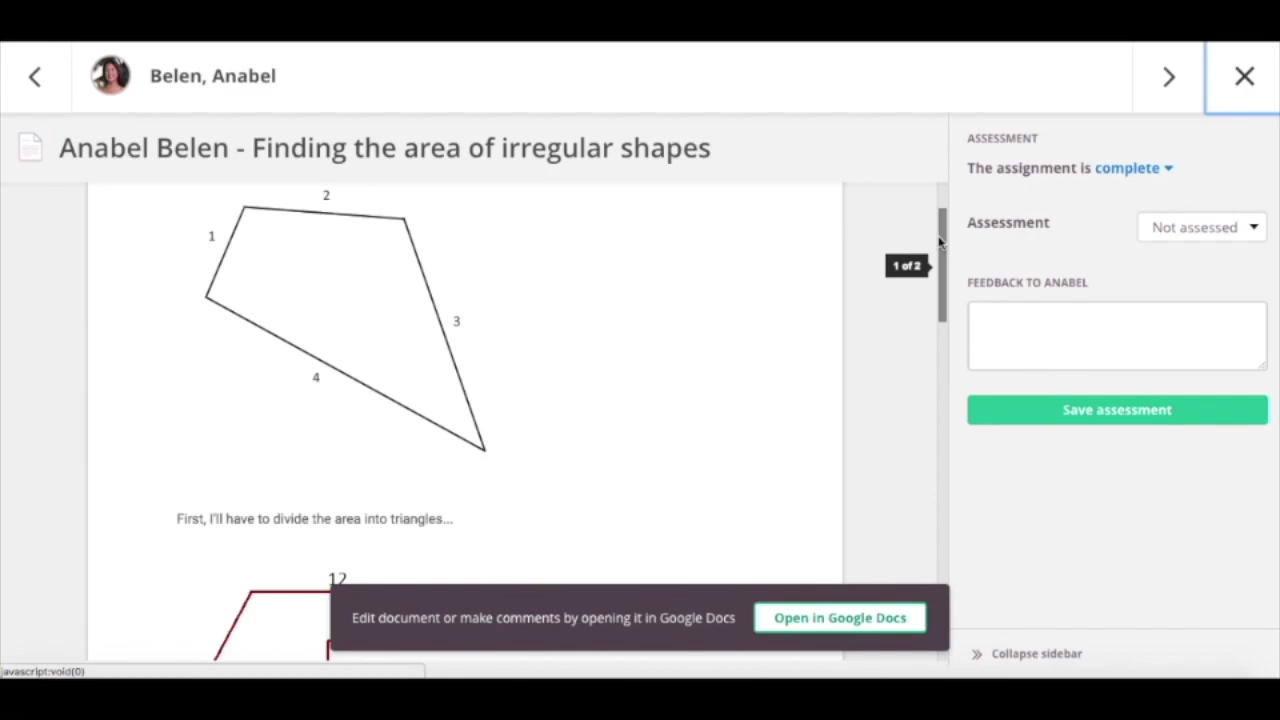 Belen, Anabel
Anabel Belen - Finding the area of irregular shapes
2
1
3
4
First, I'll have to divide the area into triangles...
12
1 of 2
Edit document or make comments by opening it in Google Docs
Open in Google Docs
ASSESSMENT
The assignment is complete
Assessment
Not assessed
FEEDBACK TO ANABEL
Save assessment
Collapse sidebar
javascript:void(0)